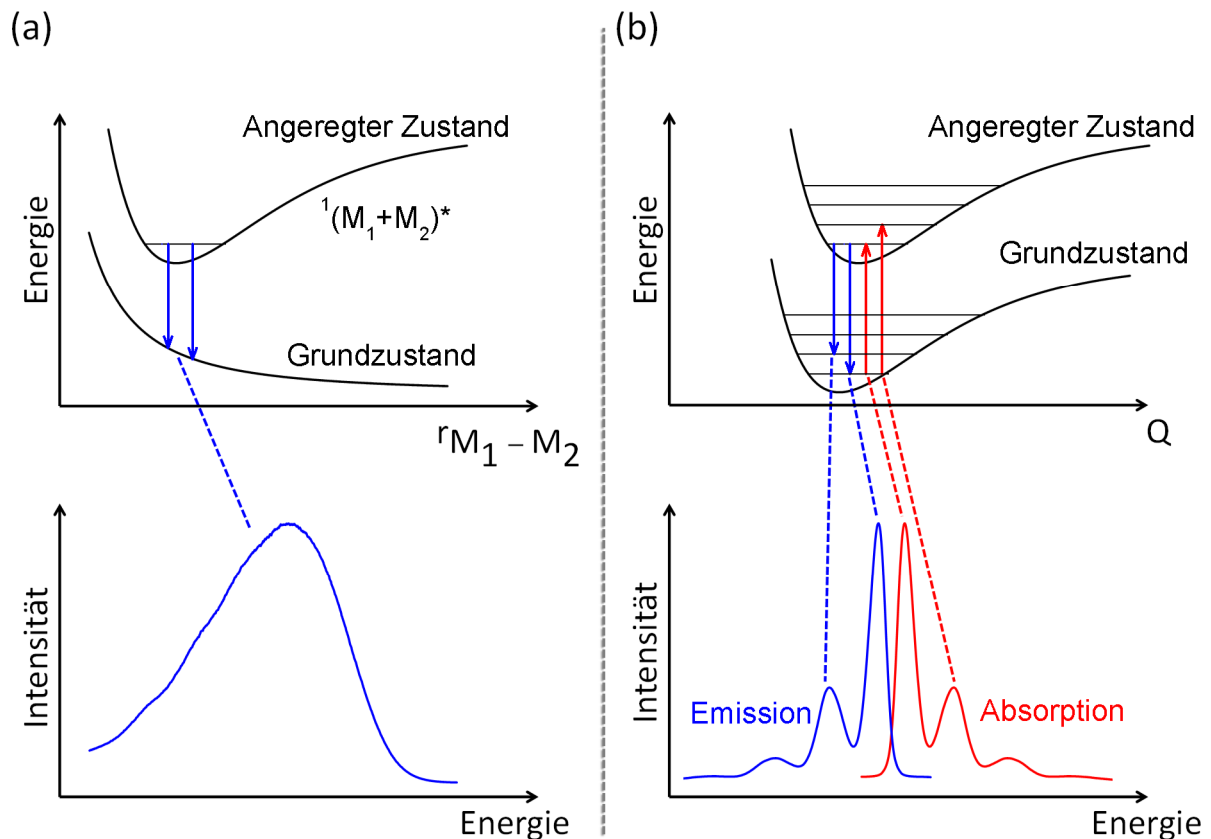 (a)
Energie
Angeregter Zustand
¹(M₁+M₂)*
Grundzustand
rM₁ – M₂
Intensität
Energie
(b)
Energie
Angeregter Zustand
Grundzustand
Q
Intensität
Emission
Absorption
Energie